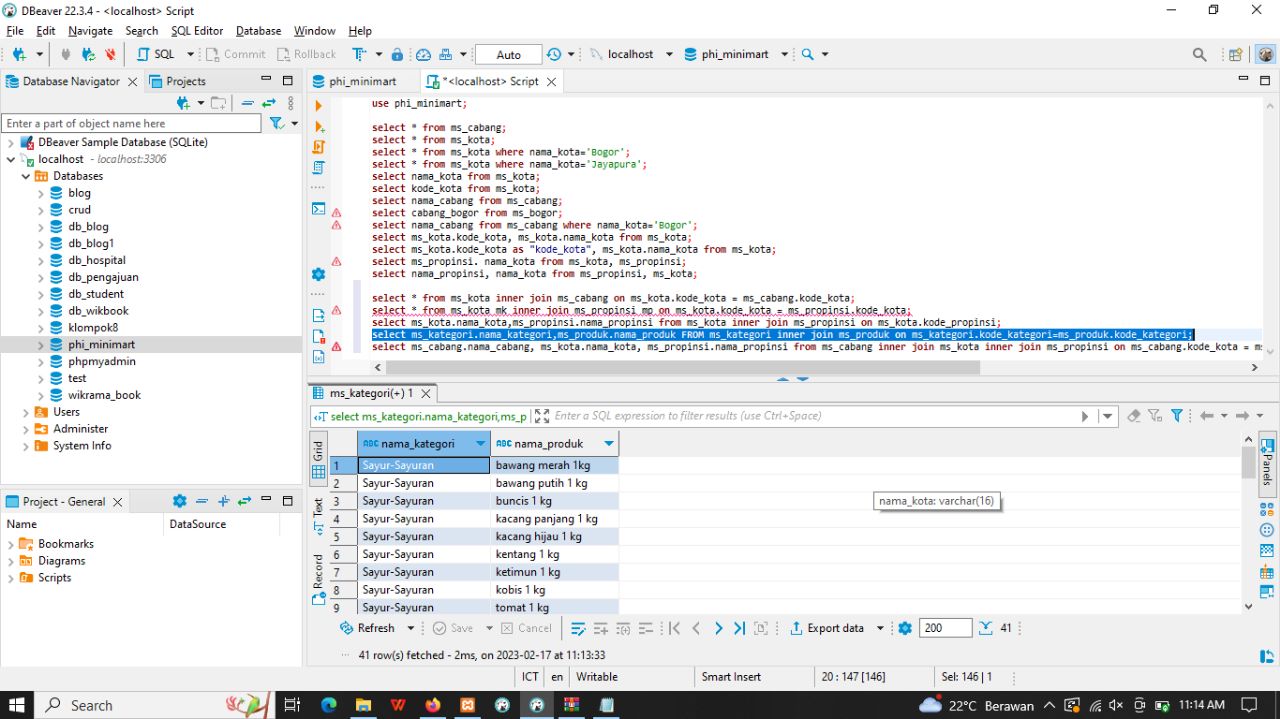 DBeaver 22.3.4 - <localhost> Script
File Edit Navigate Search SQL Editor Database Window Help
SQL Commit Rollback Auto localhost phi_minimart
Database Navigator Projects
phi_minimart *<localhost> Script
Enter a part of object name here
DBeaver Sample Database (SQLite)
localhost - localhost:3306
Databases
blog
crud
db_blog
db_blog1
db_hospital
db_pengajuan
db_student
db_wikbook
klompok8
phi_minimart
phpmyadmin
test
wikrama_book
Users
Administer
System Info
use phi_minimart;
select * from ms_cabang;
select * from ms_kota;
select * from ms_kota where nama_kota='Bogor';
select * from ms_kota where nama_kota='Jayapura';
select nama_kota from ms_kota;
select kode_kota from ms_kota;
select nama_cabang from ms_cabang;
select cabang_bogor from ms_bogor;
select nama_cabang from ms_cabang where nama_kota='Bogor';
select ms_kota.kode_kota, ms_kota.nama_kota from ms_kota;
select ms_kota.kode_kota as "kode_kota", ms_kota.nama_kota from ms_kota;
select ms_propinsi. nama_kota from ms_kota, ms_propinsi;
select nama_propinsi, nama_kota from ms_propinsi, ms_kota;
select * from ms_kota inner join ms_cabang on ms_kota.kode_kota = ms_cabang.kode_kota;
select * from ms_kota mk inner join ms_propinsi mp on ms_kota.kode_kota = ms_propinsi.kode_kota;
select ms_kota.nama_kota,ms_propinsi.nama_propinsi from ms_kota inner join ms_propinsi on ms_kota.kode_propinsi;
select ms_kategori.nama_kategori,ms_produk.nama_produk FROM ms_kategori inner join ms_produk on ms_kategori.kode_kategori=ms_produk.kode_kategori;
select ms_cabang.nama_cabang, ms_kota.nama_kota, ms_propinsi.nama_propinsi from ms_cabang inner join ms_kota inner join ms_propinsi on ms_cabang.kode_kota = ms
Project - General
Name DataSource
Bookmarks
Diagrams
Scripts
ms_kategori(+) 1
select ms_kategori.nama_kategori,ms_p Enter a SQL expression to filter results (use Ctrl+Space)
Grid
Text
Record
Panels
nama_kategori nama_produk
1 Sayur-Sayuran bawang merah 1kg
2 Sayur-Sayuran bawang putih 1 kg
3 Sayur-Sayuran buncis 1 kg
4 Sayur-Sayuran kacang panjang 1 kg
5 Sayur-Sayuran kacang hijau 1 kg
6 Sayur-Sayuran kentang 1 kg
7 Sayur-Sayuran ketimun 1 kg
8 Sayur-Sayuran kobis 1 kg
9 Sayur-Sayuran tomat 1 kg
nama_kota: varchar(16)
Refresh Save Cancel Export data 200 41
41 row(s) fetched - 2ms, on 2023-02-17 at 11:13:33
ICT en Writable Smart Insert 20 : 147 [146] Sel: 146 | 1
Search 22°C Berawan 11:14 AM